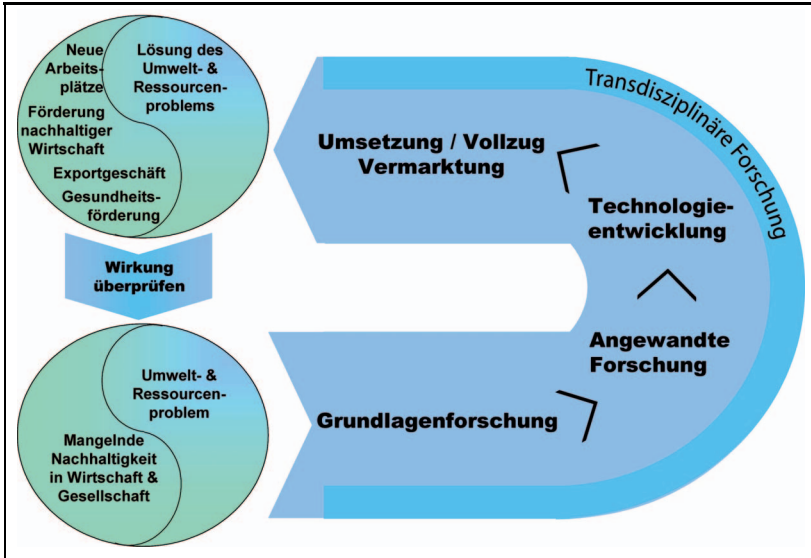 Neue
Arbeits-
plätze
Förderung
nachhaltiger
Wirtschaft
Exportgeschäft
Gesundheits-
förderung
Lösung des
Umwelt- &
Ressourcen-
problems
Umsetzung / Vollzug
Vermarktung
Transdisziplinäre Forschung
Technologie-
entwicklung
Wirkung
überprüfen
Angewandte
Forschung
Umwelt- &
Ressourcen-
problem
Grundlagenforschung
Mangelnde
Nachhaltigkeit
in Wirtschaft &
Gesellschaft